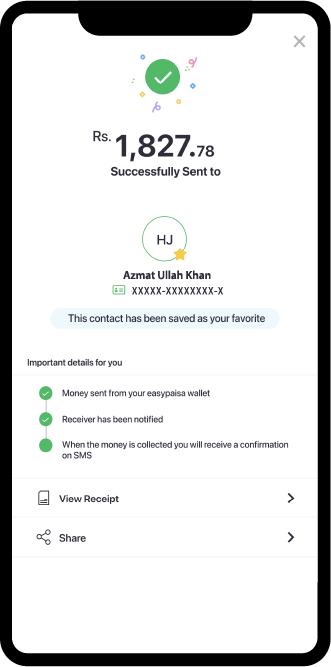 Rs. 1,827.78
Successfully Sent to
HJ
Azmat Ullah Khan
XXXXX-XXXXXXXX-X
This contact has been saved as your favorite
Important details for you
Money sent from your easypaisa wallet
Receiver has been notified
When the money is collected you will receive a confirmation
on SMS
View Receipt
Share